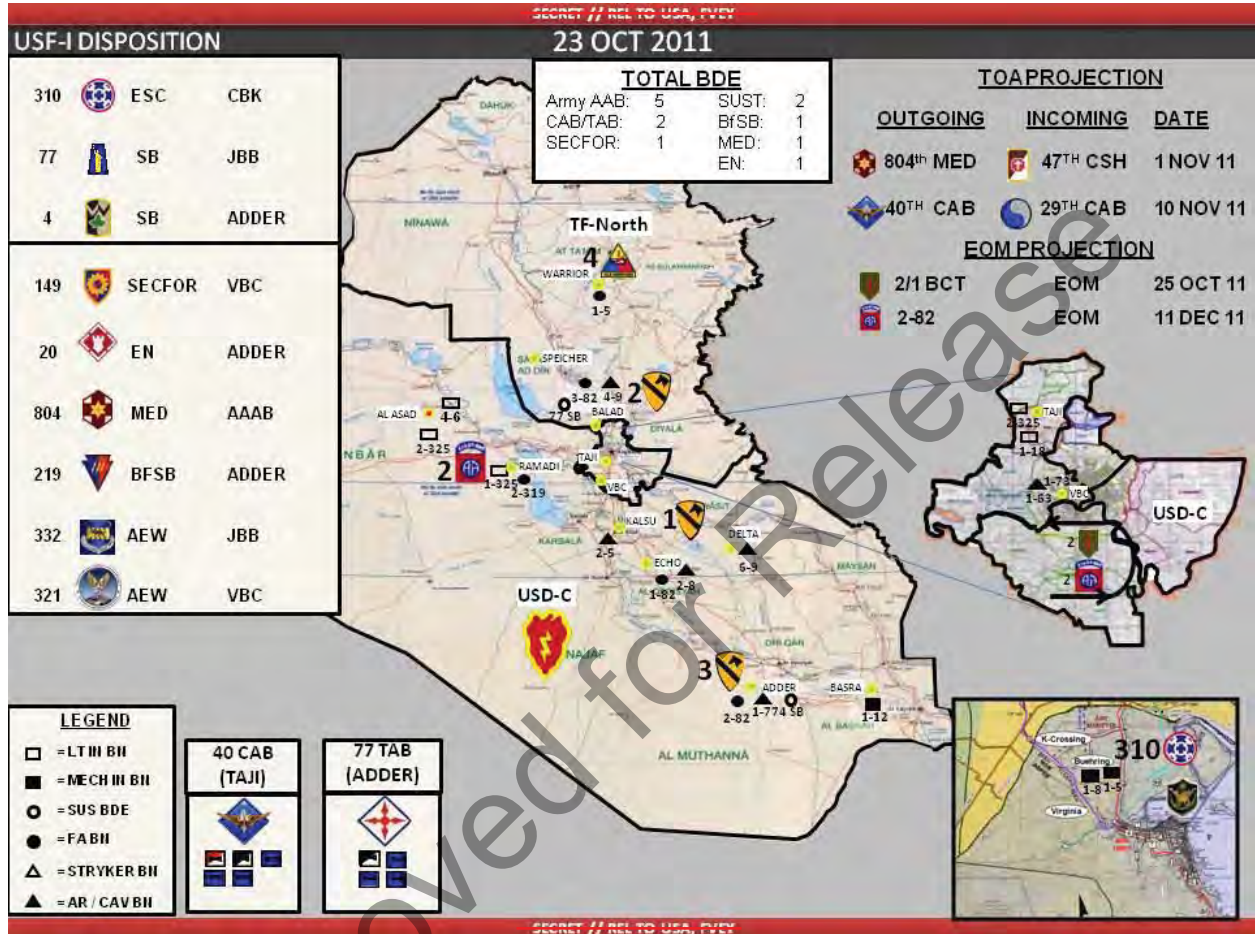 SECRET // REL TO USA, FVEY
USF-I DISPOSITION 23 OCT 2011
310 ESC CBK
77 SB JBB
4 SB ADDER
149 SECFOR VBC
20 EN ADDER
804 MED AAAB
219 BFSB ADDER
332 AEW JBB
321 AEW VBC
TOTAL BDE
Army AAB: 5 SUST: 2
CAB/TAB: 2 BfSB: 1
SECFOR: 1 MED: 1
EN: 1
TOA PROJECTION
OUTGOING INCOMING DATE
804th MED 47TH CSH 1 NOV 11
40TH CAB 29TH CAB 10 NOV 11
EOM PROJECTION
2/1 BCT EOM 25 OCT 11
2-82 EOM 11 DEC 11
DAHUK
NINAWA
TF-North
4
WARRIOR
1-5
SPEICHER
3-82 4-9 2
77 SB
BALAD
DIYALA
AL ASAD 4-6
2-325
2 1-325 RAMADI
2-319
TAJI
VBC
KALSU
1
KARBALA
2-5
DELTA
6-9
ECHO
2-8
1-82
MAYSAN
USD-C
NAJAF
DHI QAR
3
ADDER
2-82 1-77 4 SB
BASRA
1-12
AL BASRAH
AL MUTHANNÁ
TAJI
2-325
1-18
1-73
1-63
VBC
USD-C
2
2
K-Crossing
310
Buehring
1-8 1-5
Virginia
LEGEND
= LT IN BN
= MECH IN BN
= SUS BDE
= FA BN
= STRYKER BN
= AR / CAV BN
40 CAB
(TAJI)
77 TAB
(ADDER)
Approved for Release
SECRET // REL TO USA, FVEY